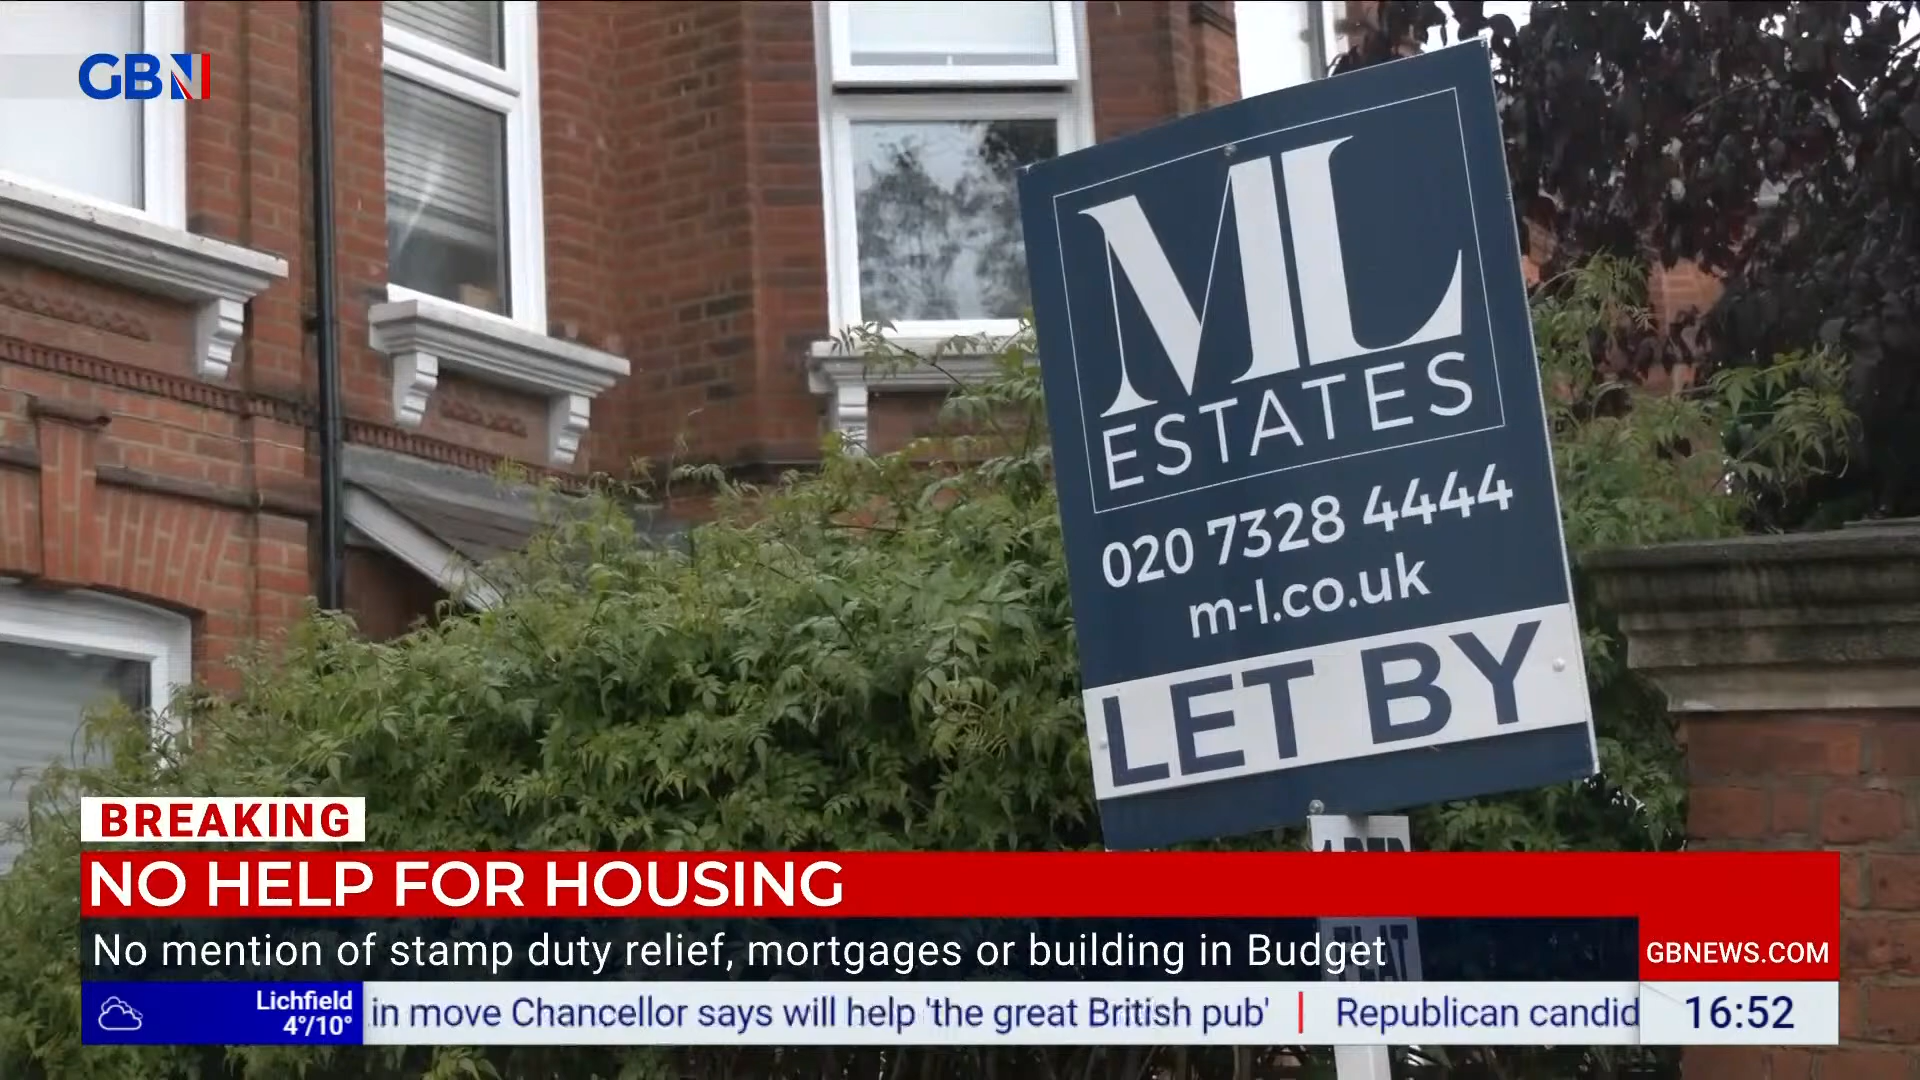 GBN
ML
ESTATES
020 7328 4444
m-l.co.uk
LET BY
BREAKING
NO HELP FOR HOUSING
No mention of stamp duty relief, mortgages or building in Budget
GBNEWS.COM
Lichfield
4°/10°
in move Chancellor says will help 'the great British pub' | Republican candid
16:52